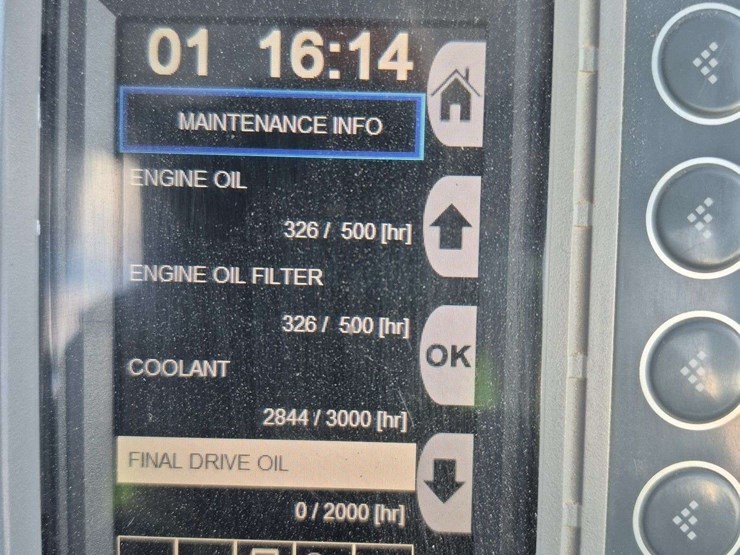 01 16:14
MAINTENANCE INFO
ENGINE OIL
326 / 500 [hr]
ENGINE OIL FILTER
326 / 500 [hr]
OK
COOLANT
2844 / 3000 [hr]
FINAL DRIVE OIL
0 / 2000 [hr]